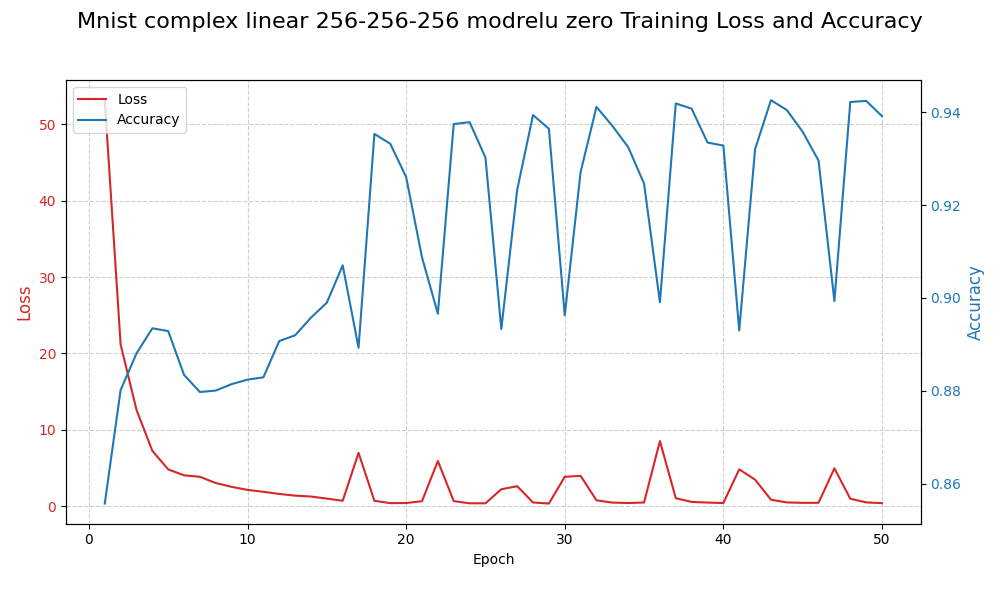 Mnist complex linear 256-256-256 modrelu zero Training Loss and Accuracy
Loss
Accuracy
50
40
30
20
10
0
Loss
0.94
0.92
0.90
0.88
0.86
Accuracy
0 10 20 30 40 50
Epoch